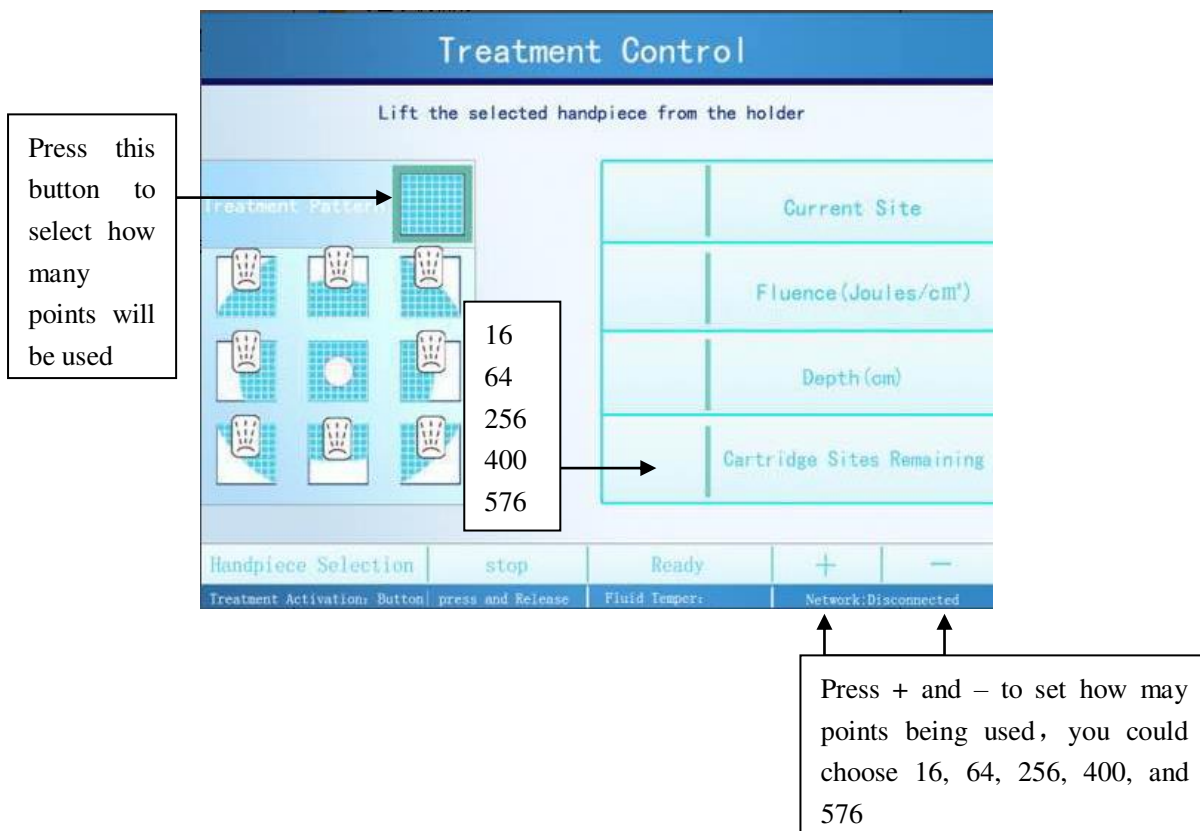 Treatment Control
Lift the selected handpiece from the holder
Press this
button to
select how
many
points will
be used
Treatment Pattern
Current Site
Fluence(Joules/cm²)
Depth(cm)
Cartridge Sites Remaining
16
64
256
400
576
Handpiece Selection
stop
Ready
+
—
Treatment Activation: Button
press and Release
Fluid Temper:
Network:Disconnected
Press + and – to set how may
points being used，you could
choose 16, 64, 256, 400, and
576